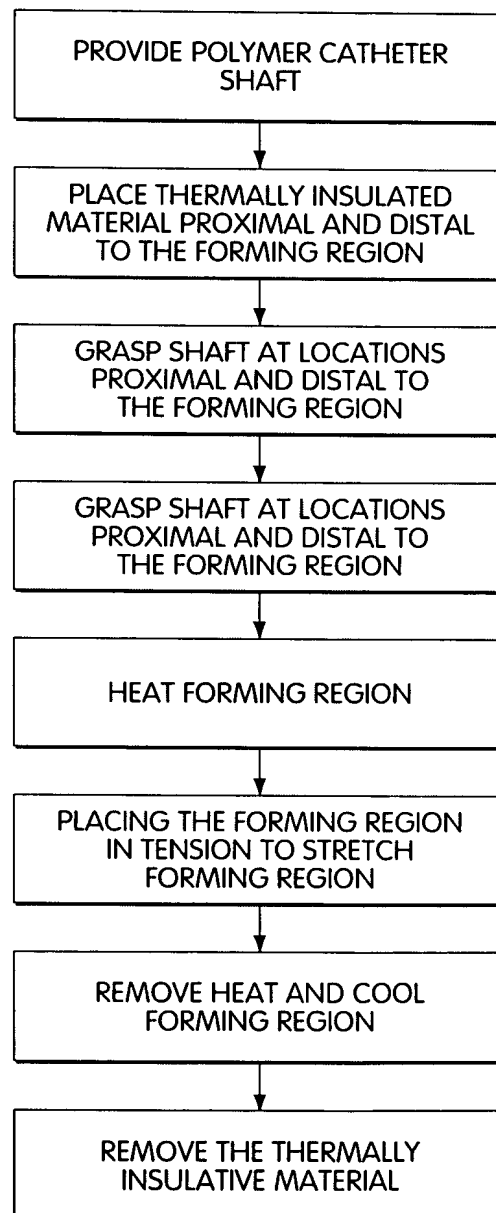 PROVIDE POLYMER CATHETER
SHAFT
PLACE THERMALLY INSULATED
MATERIAL PROXIMAL AND DISTAL
TO THE FORMING REGION
GRASP SHAFT AT LOCATIONS
PROXIMAL AND DISTAL TO
THE FORMING REGION
GRASP SHAFT AT LOCATIONS
PROXIMAL AND DISTAL TO
THE FORMING REGION
HEAT FORMING REGION
PLACING THE FORMING REGION
IN TENSION TO STRETCH
FORMING REGION
REMOVE HEAT AND COOL
FORMING REGION
REMOVE THE THERMALLY
INSULATIVE MATERIAL